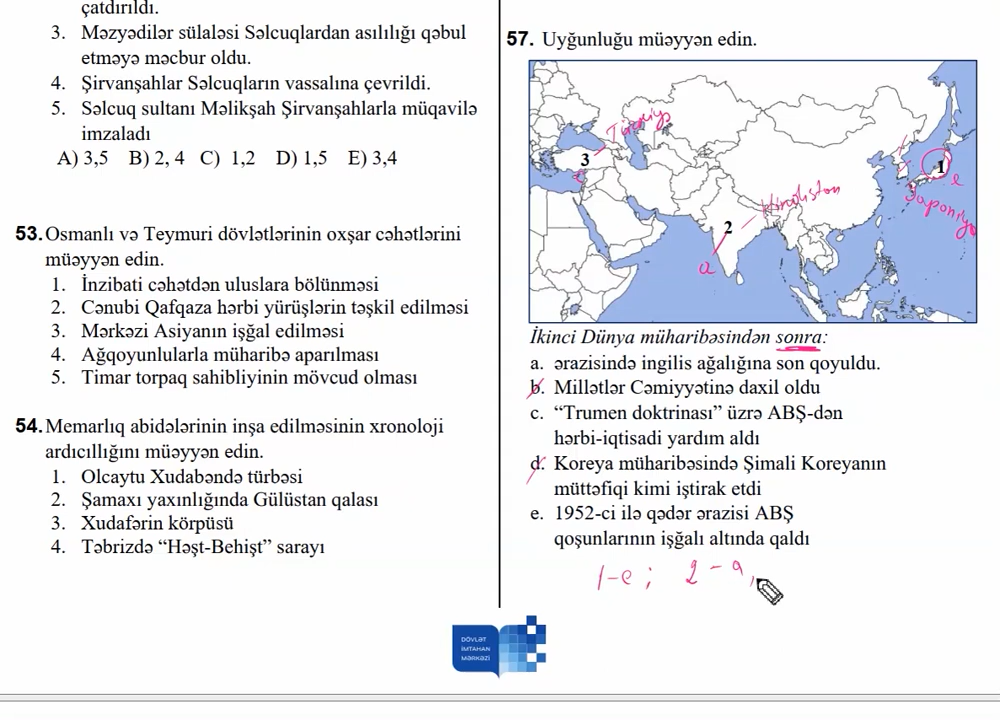 çatdırıldı.
3. Məzyədilər sülaləsi Səlcuqlardan asılılığı qəbul
etməyə məcbur oldu.
4. Şirvanşahlar Səlcuqların vassalına çevrildi.
5. Səlcuq sultanı Məlikşah Şirvanşahlarla müqavilə
imzaladı
A) 3,5 B) 2, 4 C) 1,2 D) 1,5 E) 3,4
53. Osmanlı və Teymuri dövlətlərinin oxşar cəhətlərini
müəyyən edin.
1. İnzibati cəhətdən uluslara bölünməsi
2. Cənubi Qafqaza hərbi yürüşlərin təşkil edilməsi
3. Mərkəzi Asiyanın işğal edilməsi
4. Ağqoyunlularla müharibə aparılması
5. Timar torpaq sahibliyinin mövcud olması
54. Memarlıq abidələrinin inşa edilməsinin xronoloji
ardıcıllığını müəyyən edin.
1. Olcaytu Xudabəndə türbəsi
2. Şamaxı yaxınlığında Gülüstan qalası
3. Xudafərin körpüsü
4. Təbrizdə “Həşt-Behişt” sarayı
57. Uyğunluğu müəyyən edin.
Türkiyə
3
c
1
e
Yaponiya
Hindistan
2
a
İkinci Dünya müharibəsindən sonra:
a. ərazisində ingilis ağalığına son qoyuldu.
b. Millətlər Cəmiyyətinə daxil oldu
c. “Trumen doktrinası” üzrə ABŞ-dən
hərbi-iqtisadi yardım aldı
d. Koreya müharibəsində Şimali Koreyanın
müttəfiqi kimi iştirak etdi
e. 1952-ci ilə qədər ərazisi ABŞ
qoşunlarının işğalı altında qaldı
1-e; 2-a,
DÖVLƏT
İMTAHAN
MƏRKƏZİ